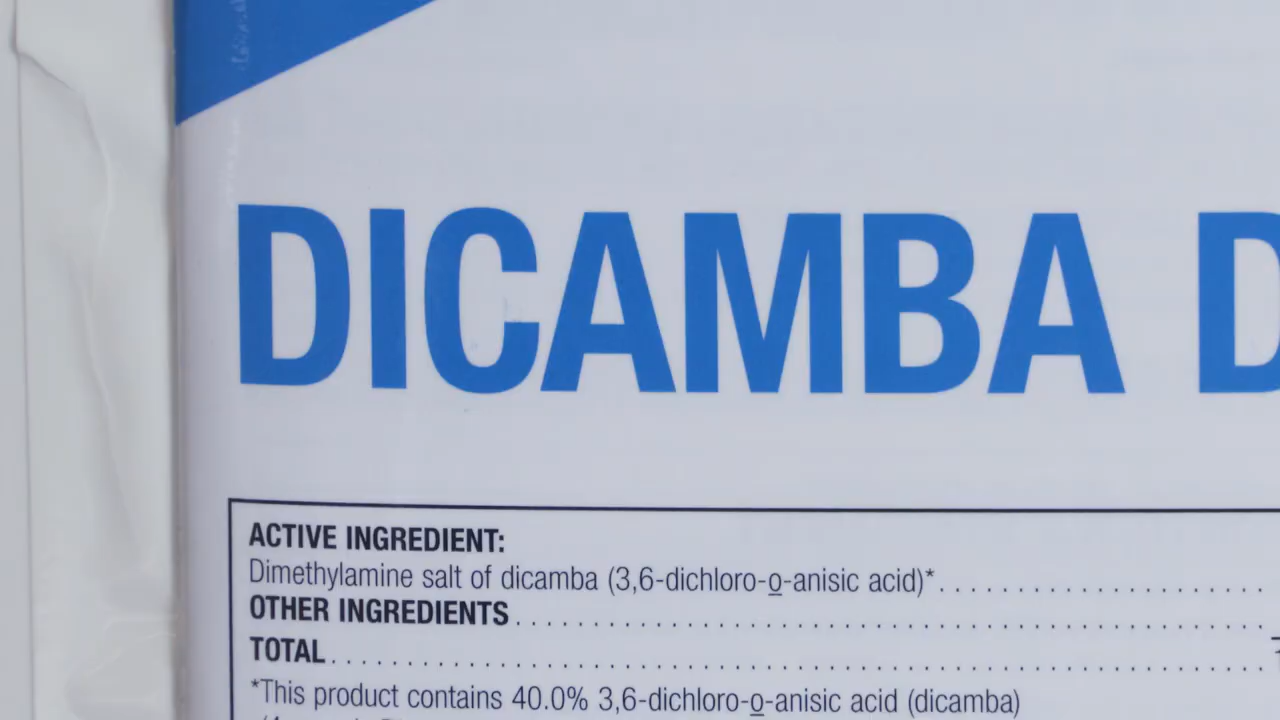 DICAMBA D
ACTIVE INGREDIENT:
Dimethylamine salt of dicamba (3,6-dichloro-o-anisic acid)*....................
OTHER INGREDIENTS....................
TOTAL....................
*This product contains 40.0% 3,6-dichloro-o-anisic acid (dicamba)